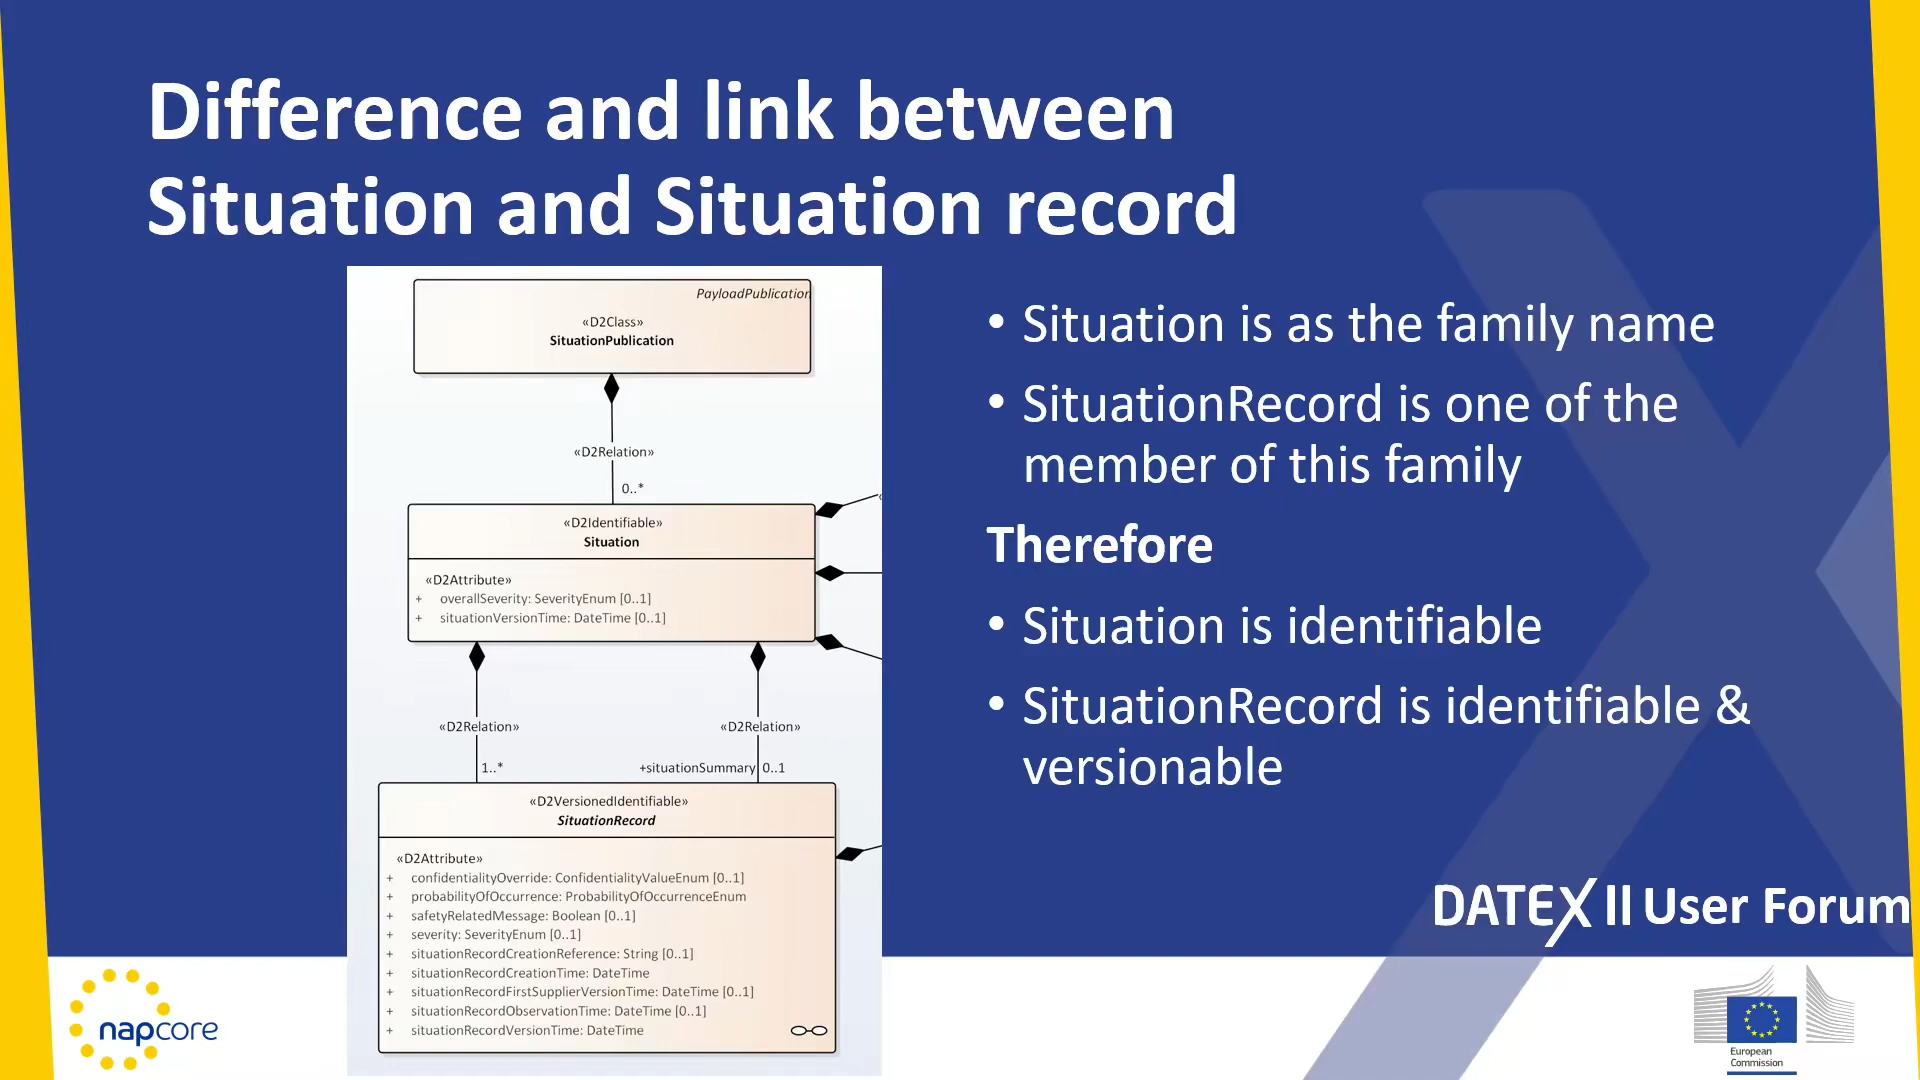 Difference and link between
Situation and Situation record
PayloadPublication
«D2Class»
SituationPublication
«D2Relation»
0..*
«D2Identifiable»
Situation
«D2Attribute»
+ overallSeverity: SeverityEnum [0..1]
+ situationVersionTime: DateTime [0..1]
«D2Relation» «D2Relation»
1..* +situationSummary 0..1
«D2VersionedIdentifiable»
SituationRecord
«D2Attribute»
+ confidentialityOverride: ConfidentialityValueEnum [0..1]
+ probabilityOfOccurrence: ProbabilityOfOccurrenceEnum
+ safetyRelatedMessage: Boolean [0..1]
+ severity: SeverityEnum [0..1]
+ situationRecordCreationReference: String [0..1]
+ situationRecordCreationTime: DateTime
+ situationRecordFirstSupplierVersionTime: DateTime [0..1]
+ situationRecordObservationTime: DateTime [0..1]
+ situationRecordVersionTime: DateTime
• Situation is as the family name
• SituationRecord is one of the
member of this family
Therefore
• Situation is identifiable
• SituationRecord is identifiable &
versionable
DATEX II User Forum
napcore
European
Commission